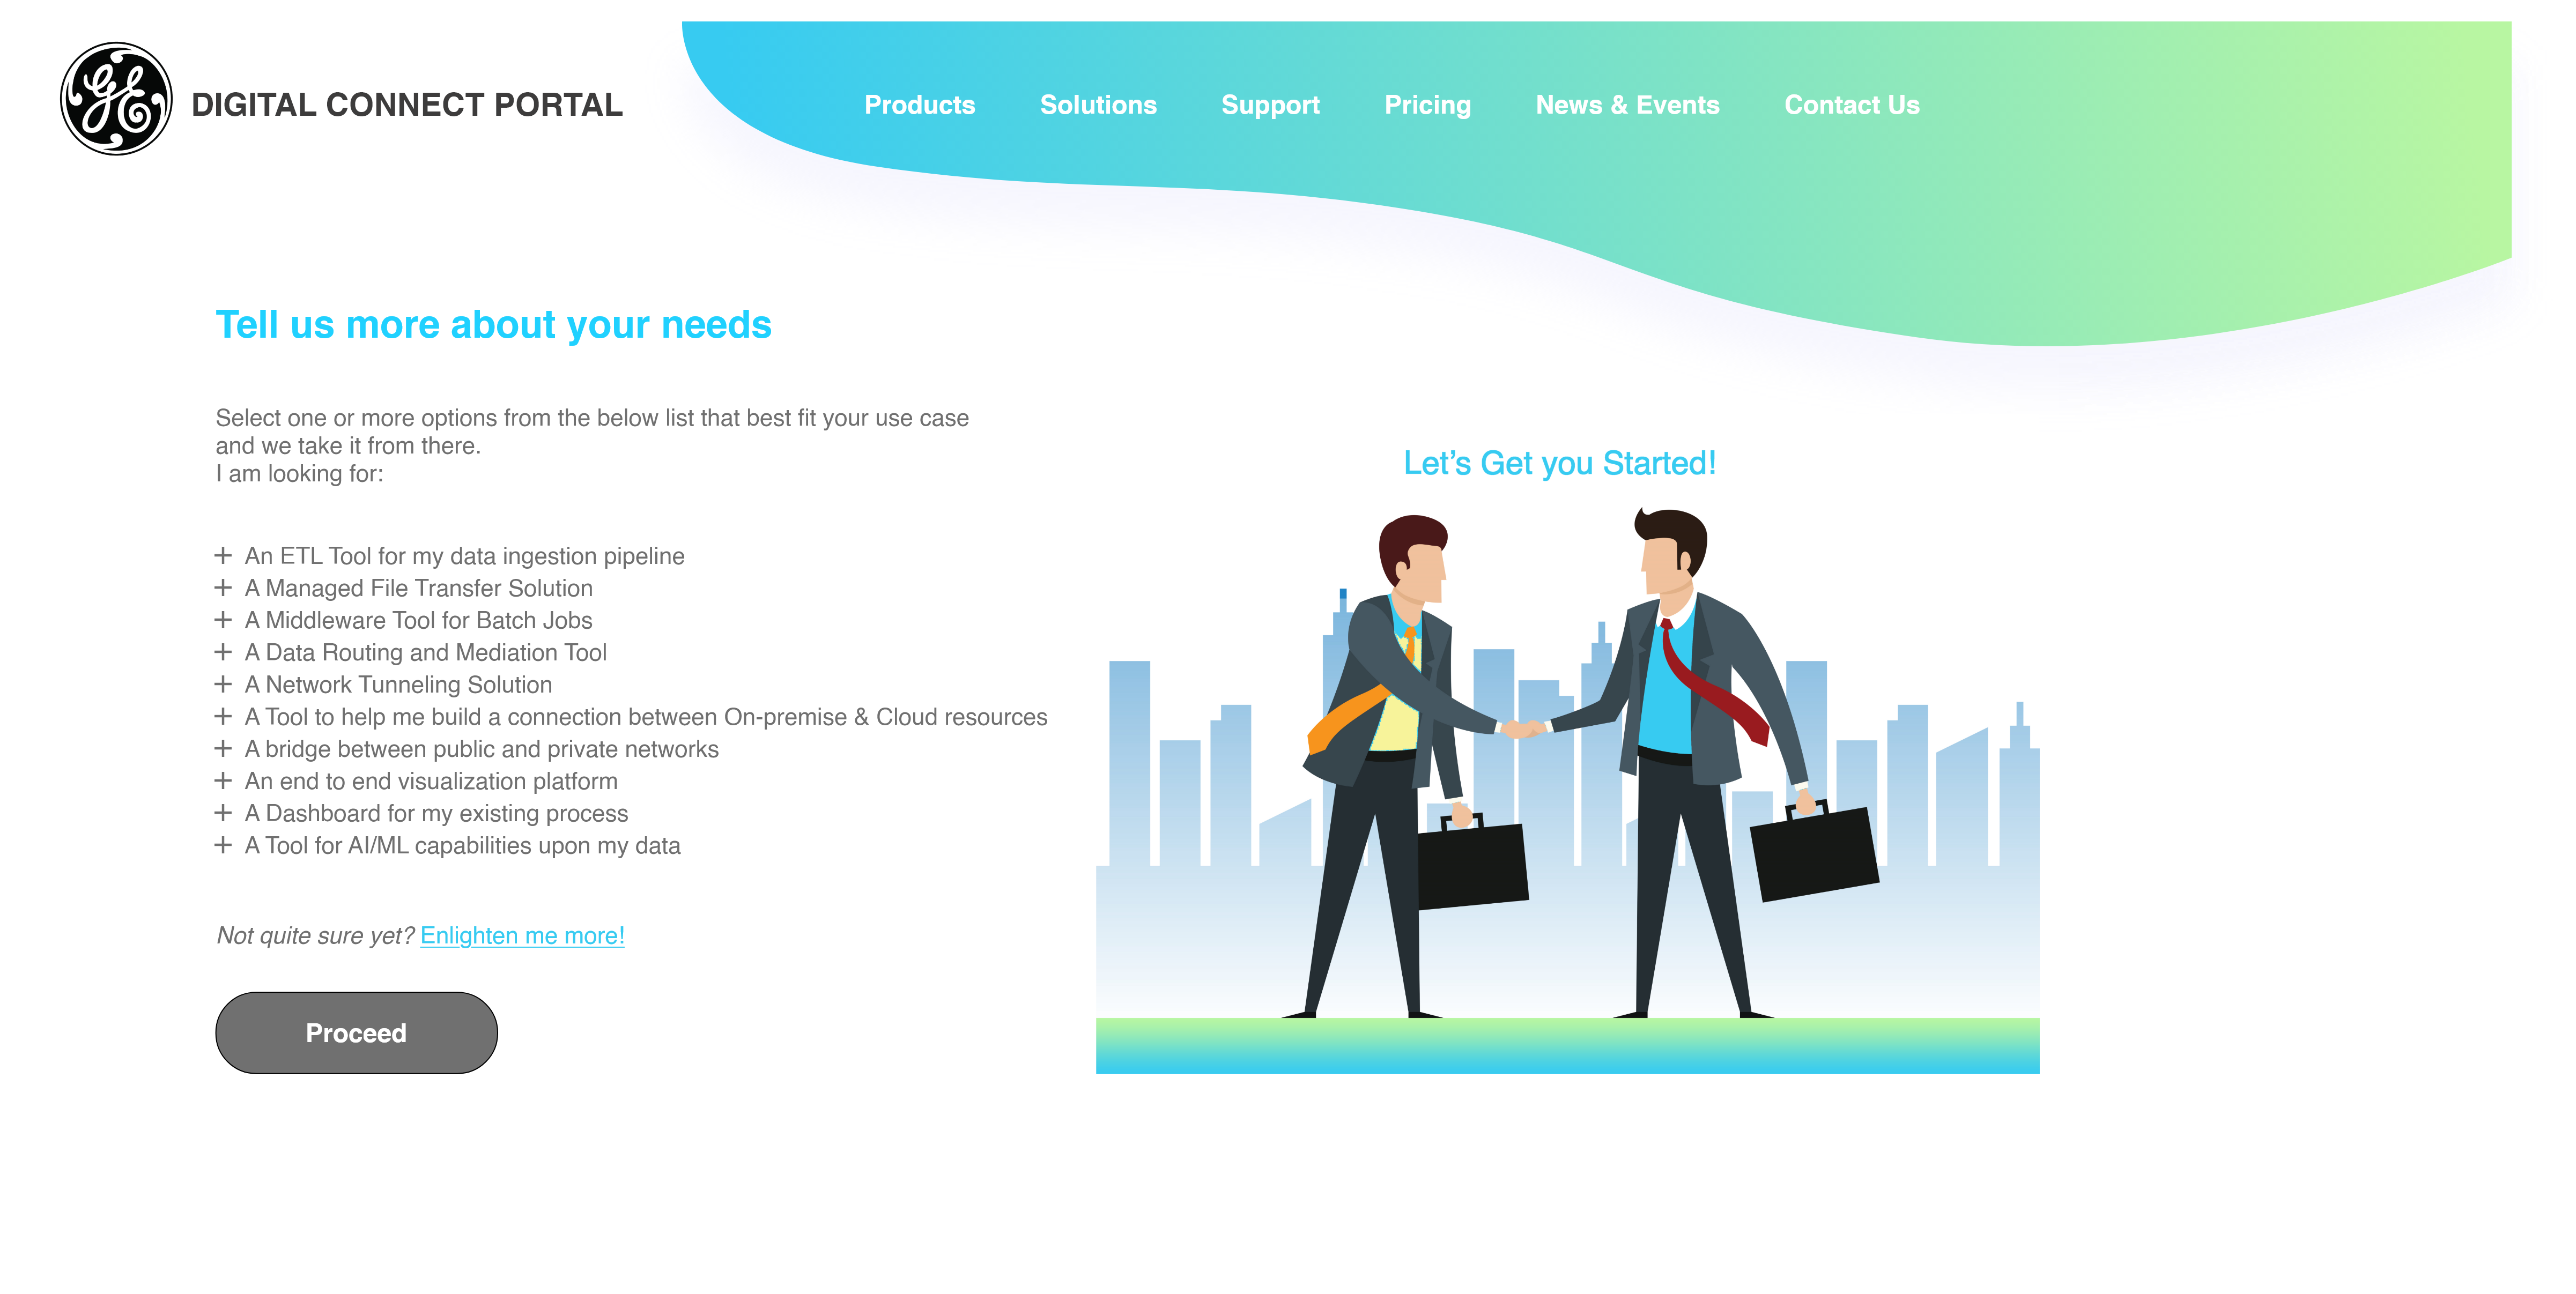 GE
DIGITAL CONNECT PORTAL
Products
Solutions
Support
Pricing
News & Events
Contact Us
Tell us more about your needs
Select one or more options from the below list that best fit your use case
and we take it from there.
I am looking for:
+ An ETL Tool for my data ingestion pipeline
+ A Managed File Transfer Solution
+ A Middleware Tool for Batch Jobs
+ A Data Routing and Mediation Tool
+ A Network Tunneling Solution
+ A Tool to help me build a connection between On-premise & Cloud resources
+ A bridge between public and private networks
+ An end to end visualization platform
+ A Dashboard for my existing process
+ A Tool for AI/ML capabilities upon my data
Not quite sure yet? Enlighten me more!
Proceed
Let’s Get you Started!